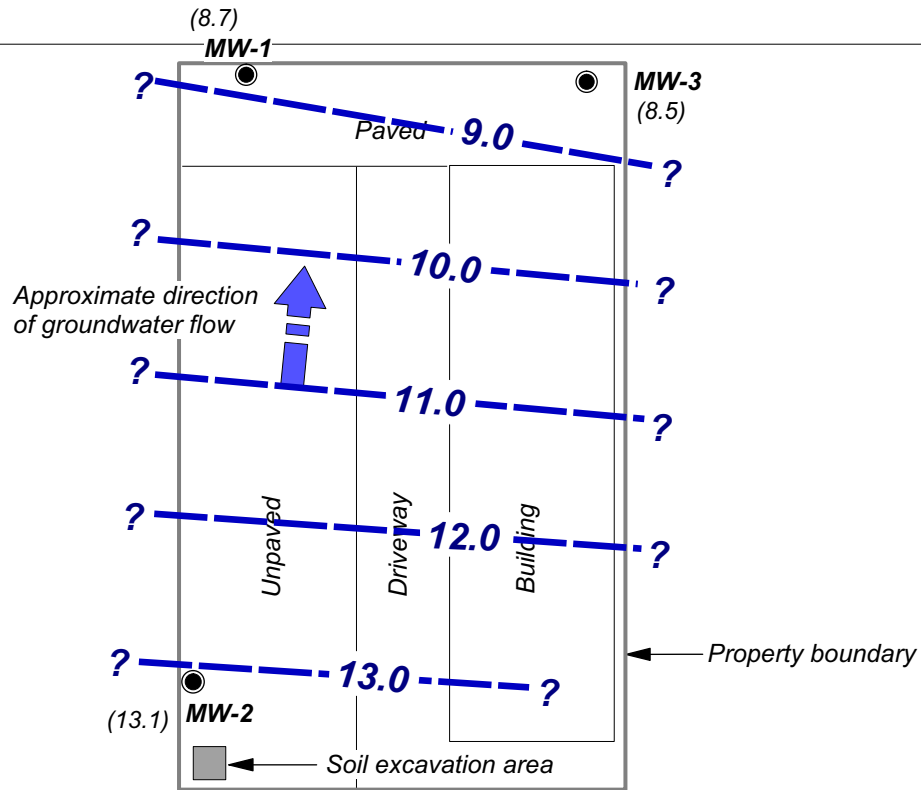 (8.7)
MW-1
MW-3
(8.5)
?
Paved
9.0
?
?
10.0
?
Approximate direction
of groundwater flow
?
11.0
?
?
12.0
?
Unpaved
Driveway
Building
?
13.0
?
Property boundary
(13.1)
MW-2
Soil excavation area